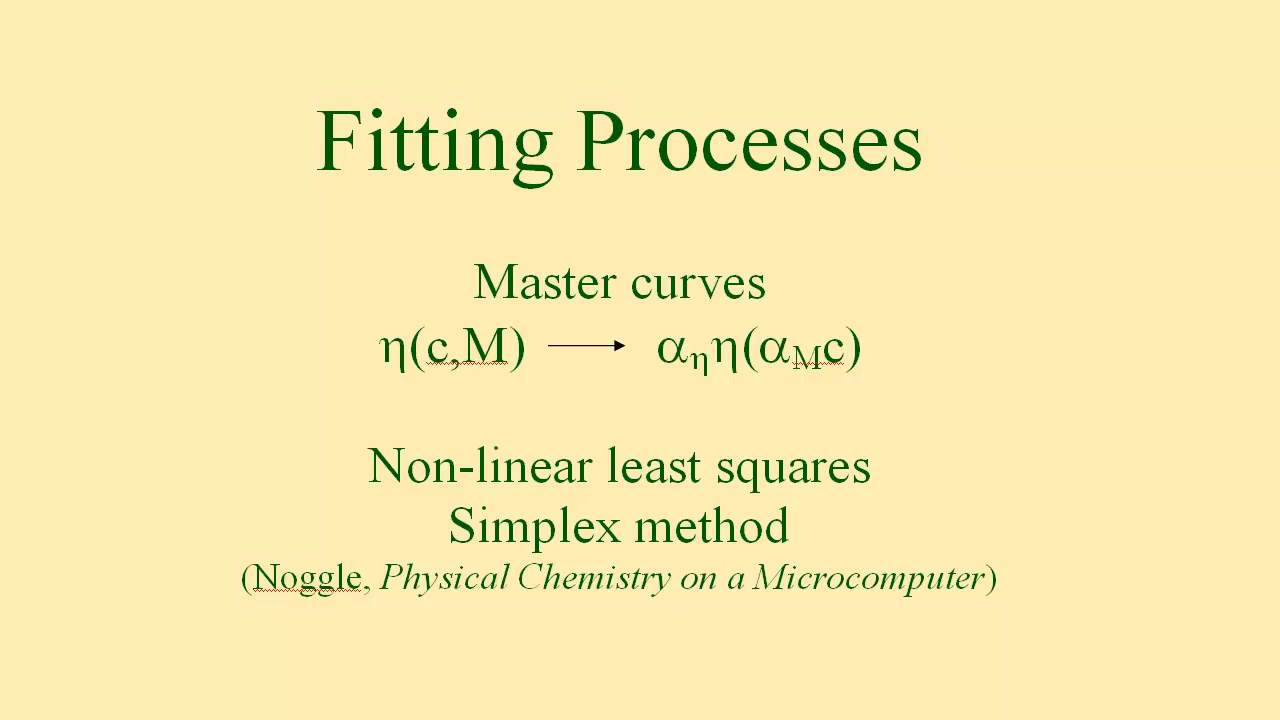 Fitting Processes
Master curves
η(c,M) → α_ηη(α_Mc)
Non-linear least squares
Simplex method
(Noggle, Physical Chemistry on a Microcomputer)